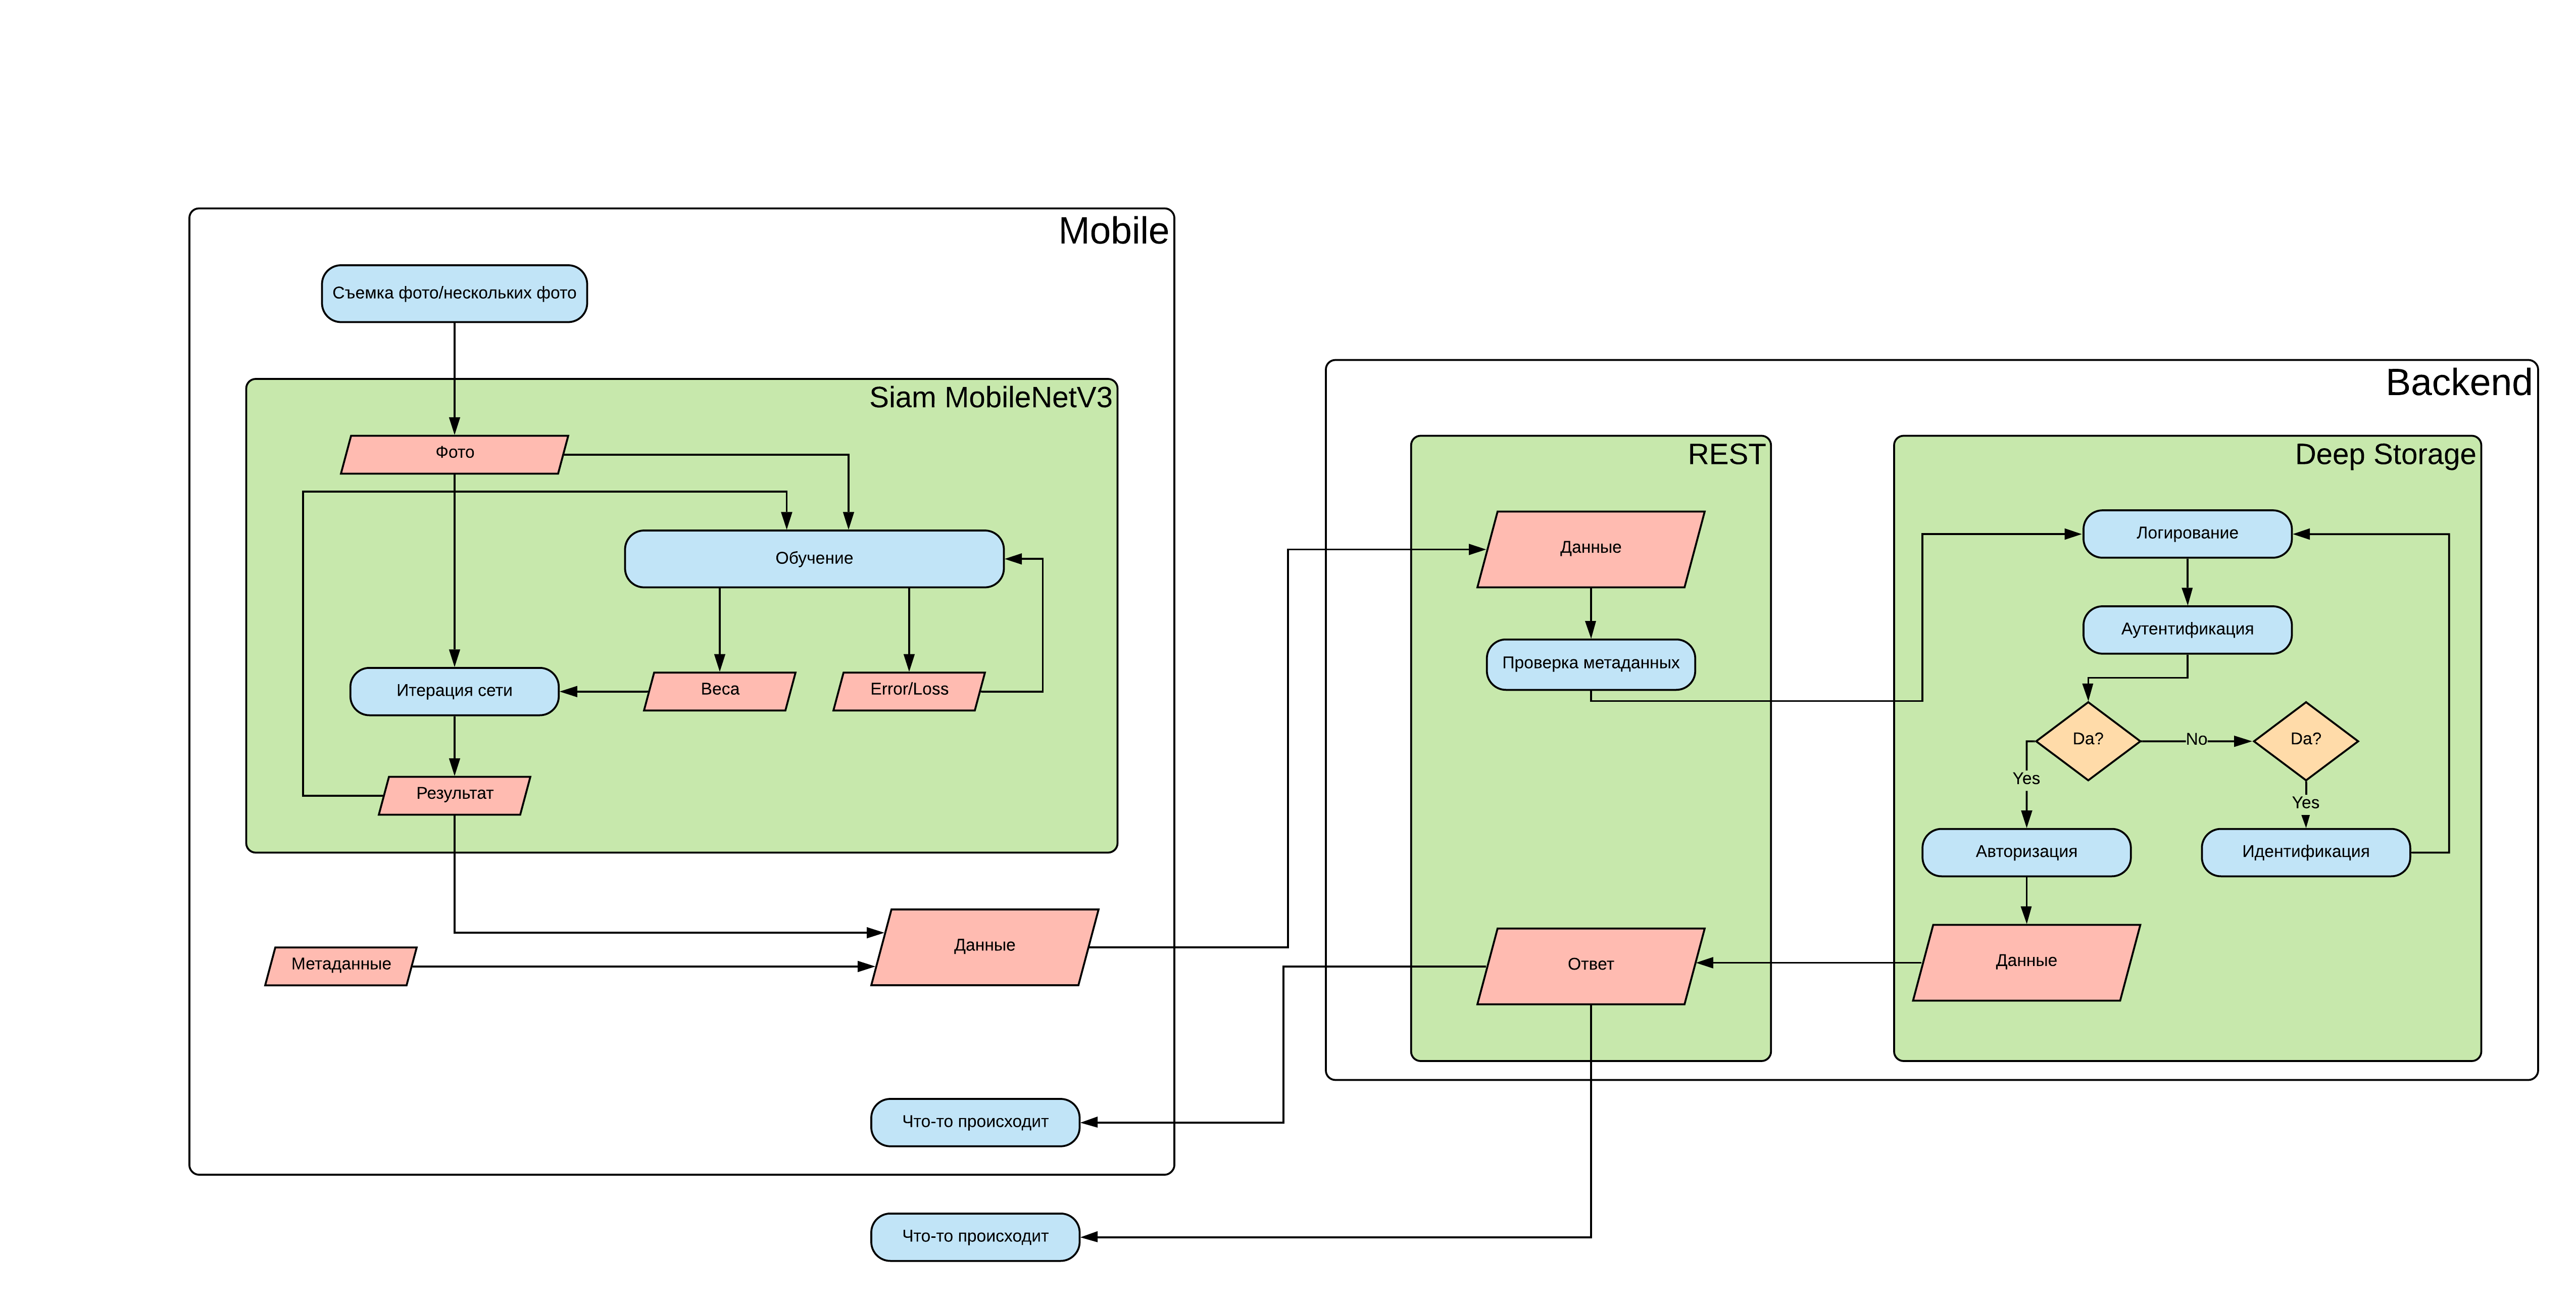 Mobile
Съемка фото/нескольких фото
Siam MobileNetV3
Фото
Обучение
Итерация сети
Веса
Error/Loss
Результат
Метаданные
Данные
Что-то происходит
Что-то происходит
Backend
REST
Данные
Проверка метаданных
Ответ
Deep Storage
Логирование
Аутентификация
Da?
No
Da?
Yes
Yes
Авторизация
Идентификация
Данные